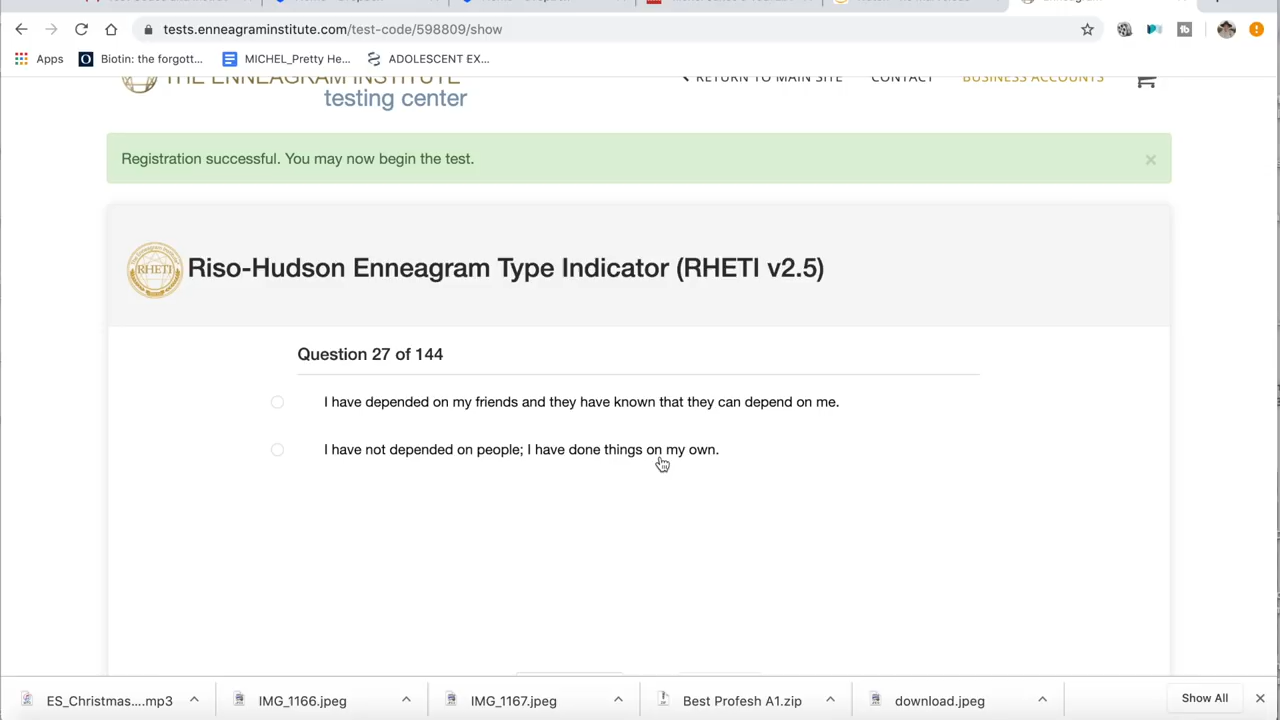 tests.enneagraminstitute.com/test-code/598809/show
Apps
Biotin: the forgott...
MICHEL_Pretty He...
ADOLESCENT EX...
THE ENNEAGRAM INSTITUTE
testing center
RETURN TO MAIN SITE
CONTACT
BUSINESS ACCOUNTS
Registration successful. You may now begin the test.
×
RHETI
Riso-Hudson Enneagram Type Indicator (RHETI v2.5)
Question 27 of 144
I have depended on my friends and they have known that they can depend on me.
I have not depended on people; I have done things on my own.
ES_Christmas....mp3
IMG_1166.jpeg
IMG_1167.jpeg
Best Profesh A1.zip
download.jpeg
Show All